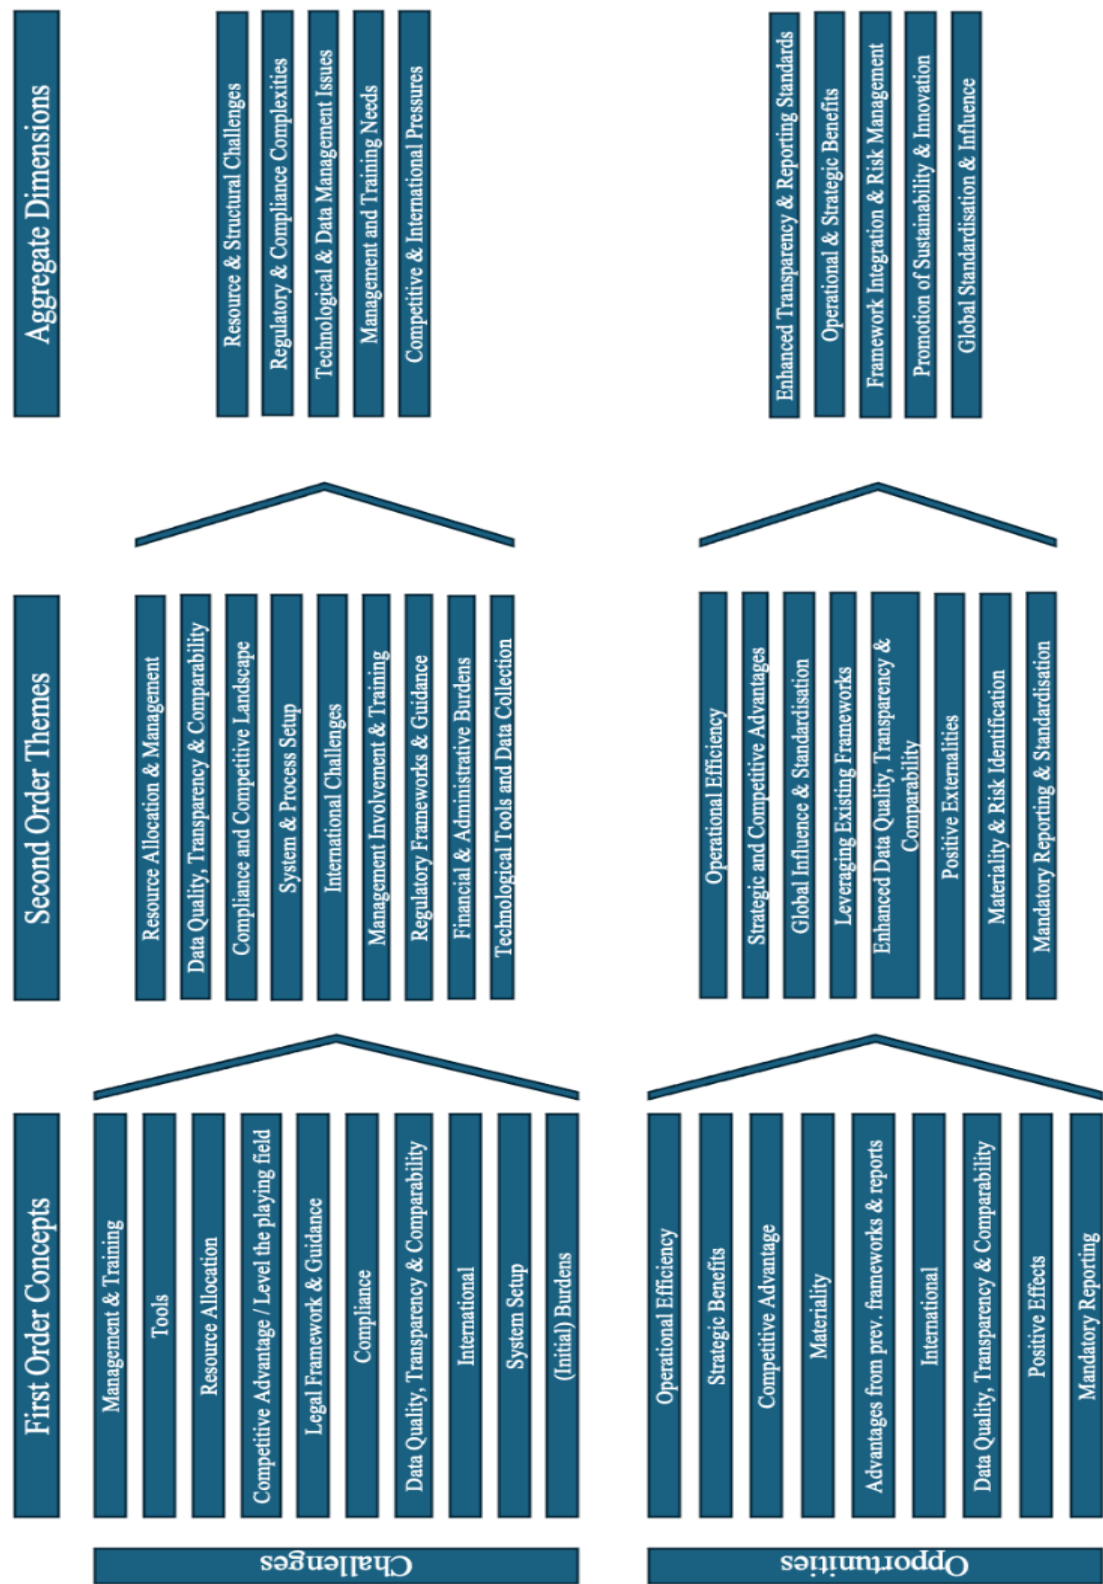 First Order Concepts
Second Order Themes
Aggregate Dimensions
Challenges
Management & Training
Tools
Resource Allocation
Competitive Advantage / Level the playing field
Legal Framework & Guidance
Compliance
Data Quality, Transparency & Comparability
International
System Setup
(Initial) Burdens
Resource Allocation & Management
Data Quality, Transparency & Comparability
Compliance and Competitive Landscape
System & Process Setup
International Challenges
Management Involvement & Training
Regulatory Frameworks & Guidance
Financial & Administrative Burdens
Technological Tools and Data Collection
Resource & Structural Challenges
Regulatory & Compliance Complexities
Technological & Data Management Issues
Management and Training Needs
Competitive & International Pressures
Opportunities
Operational Efficiency
Strategic Benefits
Competitive Advantage
Materiality
Advantages from prev. frameworks & reports
International
Data Quality, Transparency & Comparability
Positive Effects
Mandatory Reporting
Operational Efficiency
Strategic and Competitive Advantages
Global Influence & Standardisation
Leveraging Existing Frameworks
Enhanced Data Quality, Transparency &
Comparability
Positive Externalities
Materiality & Risk Identification
Mandatory Reporting & Standardisation
Enhanced Transparency & Reporting Standards
Operational & Strategic Benefits
Framework Integration & Risk Management
Promotion of Sustainability & Innovation
Global Standardisation & Influence